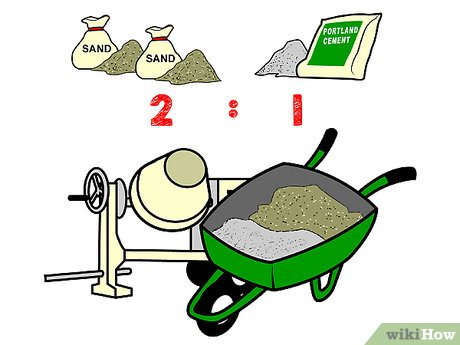 SAND
SAND
PORTLAND
CEMENT
2 : 1
wikiHow